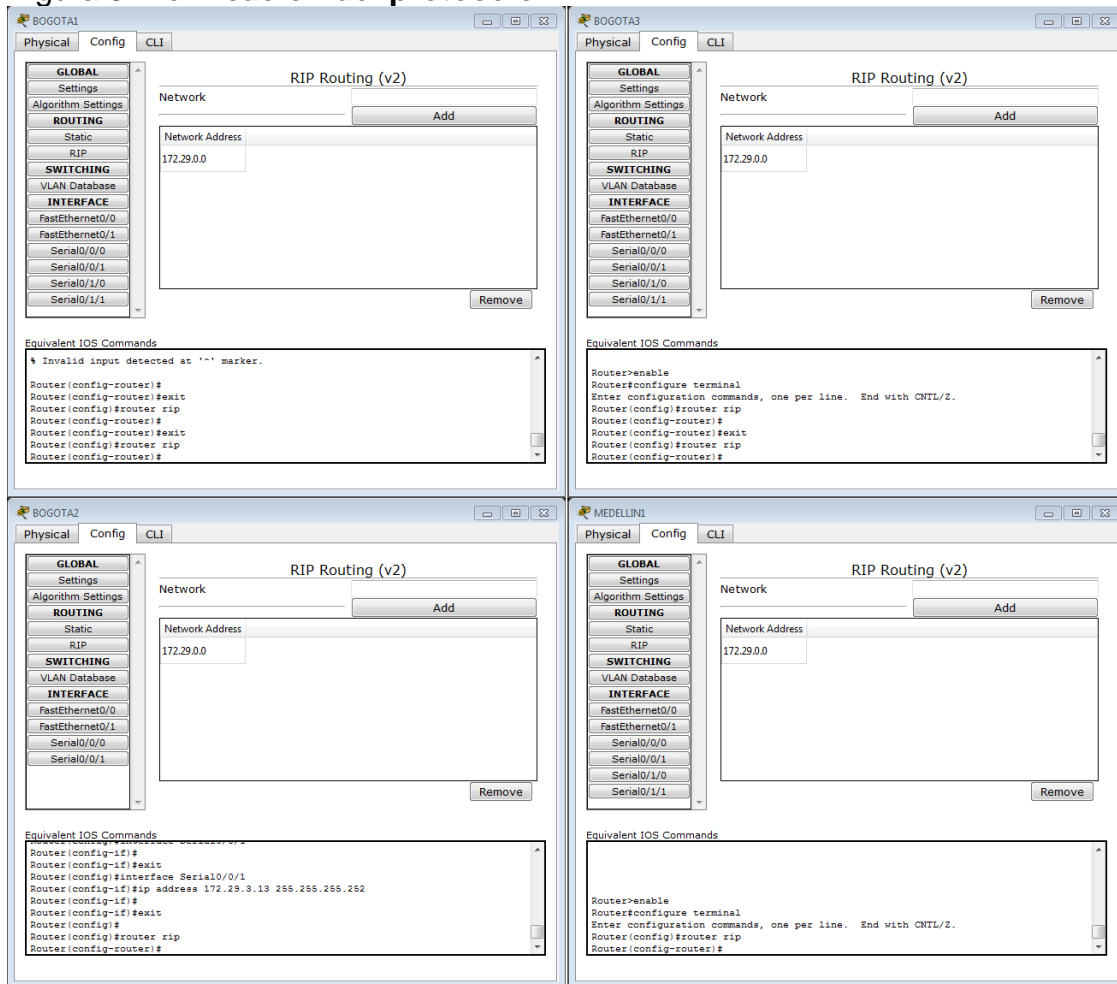 BOGOTA1
Physical Config CLI
GLOBAL
Settings
Algorithm Settings
ROUTING
Static
RIP
SWITCHING
VLAN Database
INTERFACE
FastEthernet0/0
FastEthernet0/1
Serial0/0/0
Serial0/0/1
Serial0/1/0
Serial0/1/1
RIP Routing (v2)
Network
Add
Network Address
172.29.0.0
Remove
Equivalent IOS Commands
% Invalid input detected at '^' marker.
Router(config-router)#
Router(config-router)#exit
Router(config)#router rip
Router(config-router)#
Router(config-router)#exit
Router(config)#router rip
Router(config-router)#
BOGOTA3
Physical Config CLI
GLOBAL
Settings
Algorithm Settings
ROUTING
Static
RIP
SWITCHING
VLAN Database
INTERFACE
FastEthernet0/0
FastEthernet0/1
Serial0/0/0
Serial0/0/1
Serial0/1/0
Serial0/1/1
RIP Routing (v2)
Network
Add
Network Address
172.29.0.0
Remove
Equivalent IOS Commands
Router>enable
Router#configure terminal
Enter configuration commands, one per line. End with CNTL/Z.
Router(config)#router rip
Router(config-router)#
Router(config-router)#exit
Router(config)#router rip
Router(config-router)#
BOGOTA2
Physical Config CLI
GLOBAL
Settings
Algorithm Settings
ROUTING
Static
RIP
SWITCHING
VLAN Database
INTERFACE
FastEthernet0/0
FastEthernet0/1
Serial0/0/0
Serial0/0/1
RIP Routing (v2)
Network
Add
Network Address
172.29.0.0
Remove
Equivalent IOS Commands
Router(config-if)#
Router(config-if)#exit
Router(config)#interface Serial0/0/1
Router(config-if)#ip address 172.29.3.13 255.255.255.252
Router(config-if)#
Router(config-if)#exit
Router(config)#
Router(config)#router rip
Router(config-router)#
MEDELLIN1
Physical Config CLI
GLOBAL
Settings
Algorithm Settings
ROUTING
Static
RIP
SWITCHING
VLAN Database
INTERFACE
FastEthernet0/0
FastEthernet0/1
Serial0/0/0
Serial0/0/1
Serial0/1/0
Serial0/1/1
RIP Routing (v2)
Network
Add
Network Address
172.29.0.0
Remove
Equivalent IOS Commands
Router>enable
Router#configure terminal
Enter configuration commands, one per line. End with CNTL/Z.
Router(config)#router rip
Router(config-router)#